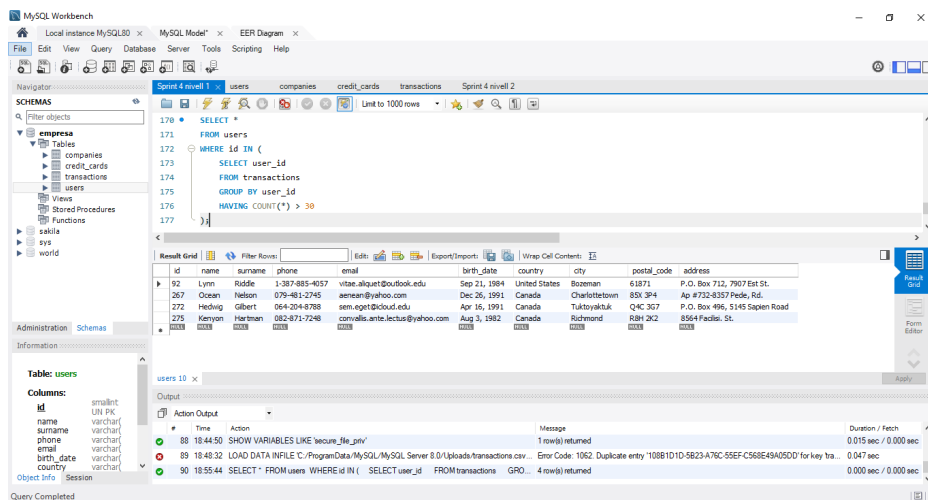 MySQL Workbench
Local instance MySQL80 × MySQL Model* × EER Diagram ×
File Edit View Query Database Server Tools Scripting Help
Navigator
Sprint 4 nivell 1 × users companies credit_cards transactions Sprint 4 nivell 2
SCHEMAS
Filter objects
empresa
Tables
companies
credit_cards
transactions
users
Views
Stored Procedures
Functions
sakila
sys
world
Administration Schemas
Information
Table: users
Columns:
id smallint UN PK
name varchar(
surname varchar(
phone varchar(
email varchar(
birth_date varchar(
country varchar(
Object Info Session
Limit to 1000 rows
170 SELECT *
171 FROM users
172 WHERE id IN (
173 SELECT user_id
174 FROM transactions
175 GROUP BY user_id
176 HAVING COUNT(*) > 30
177 );
Result Grid Filter Rows: Edit: Export/Import: Wrap Cell Content: IA
id name surname phone email birth_date country city postal_code address
92 Lynn Riddle 1-387-885-4057 vitae.aliquet@outlook.edu Sep 21, 1984 United States Bozeman 61871 P.O. Box 712, 7907 Est St.
267 Ocean Nelson 079-481-2745 aenean@yahoo.com Dec 26, 1991 Canada Charlottetown 85X 3P4 Ap #732-8357 Pede, Rd.
272 Hedwig Gilbert 064-204-8788 sem.eget@icloud.edu Apr 16, 1991 Canada Tuktoyaktuk Q4C 3G7 P.O. Box 496, 5145 Sapien Road
275 Kenyon Hartman 082-871-7248 convallis.ante.lectus@yahoo.com Aug 3, 1982 Canada Richmond R8H 2K2 8564 Facilisi. St.
NULL NULL NULL NULL NULL NULL NULL NULL NULL NULL
Result Grid
Form Editor
users 10 × Apply
Output
Action Output
# Time Action Message Duration / Fetch
88 18:44:50 SHOW VARIABLES LIKE 'secure_file_priv' 1 row(s) returned 0.015 sec / 0.000 sec
89 18:48:32 LOAD DATA INFILE 'C:/ProgramData/MySQL/MySQL Server 8.0/Uploads/transactions.csv... Error Code: 1062. Duplicate entry '108B1D1D-5B23-A76C-55EF-C568E49A05DD' for key 'tra... 0.047 sec
90 18:55:44 SELECT * FROM users WHERE id IN ( SELECT user_id FROM transactions GRO... 4 row(s) returned 0.000 sec / 0.000 sec
Query Completed